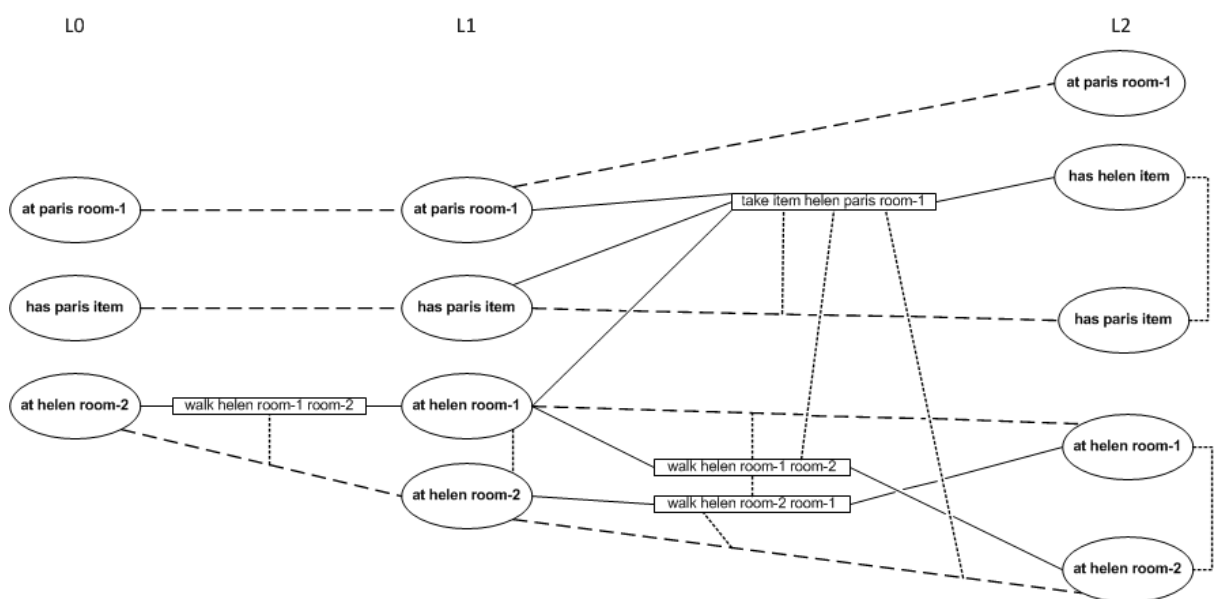 L0
L1
L2
at paris room-1
has helen item
at paris room-1
at paris room-1
take item helen paris room-1
has paris item
has paris item
has paris item
at helen room-2
walk helen room-1 room-2
at helen room-1
at helen room-1
walk helen room-1 room-2
at helen room-2
walk helen room-2 room-1
at helen room-2